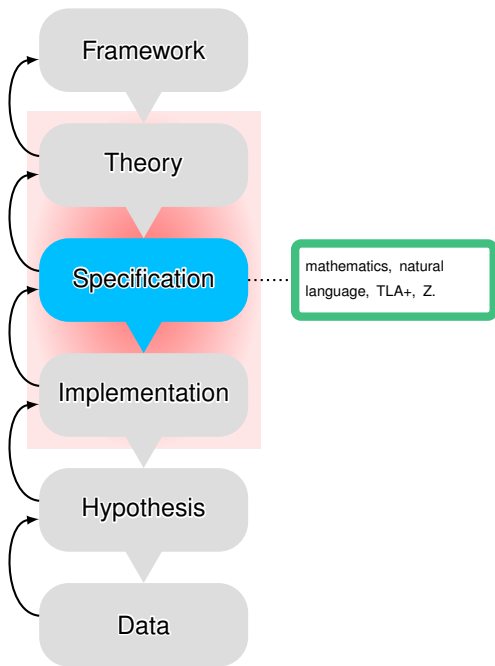 Framework
Theory
Specification
mathematics, natural
language, TLA+, Z.
Implementation
Hypothesis
Data